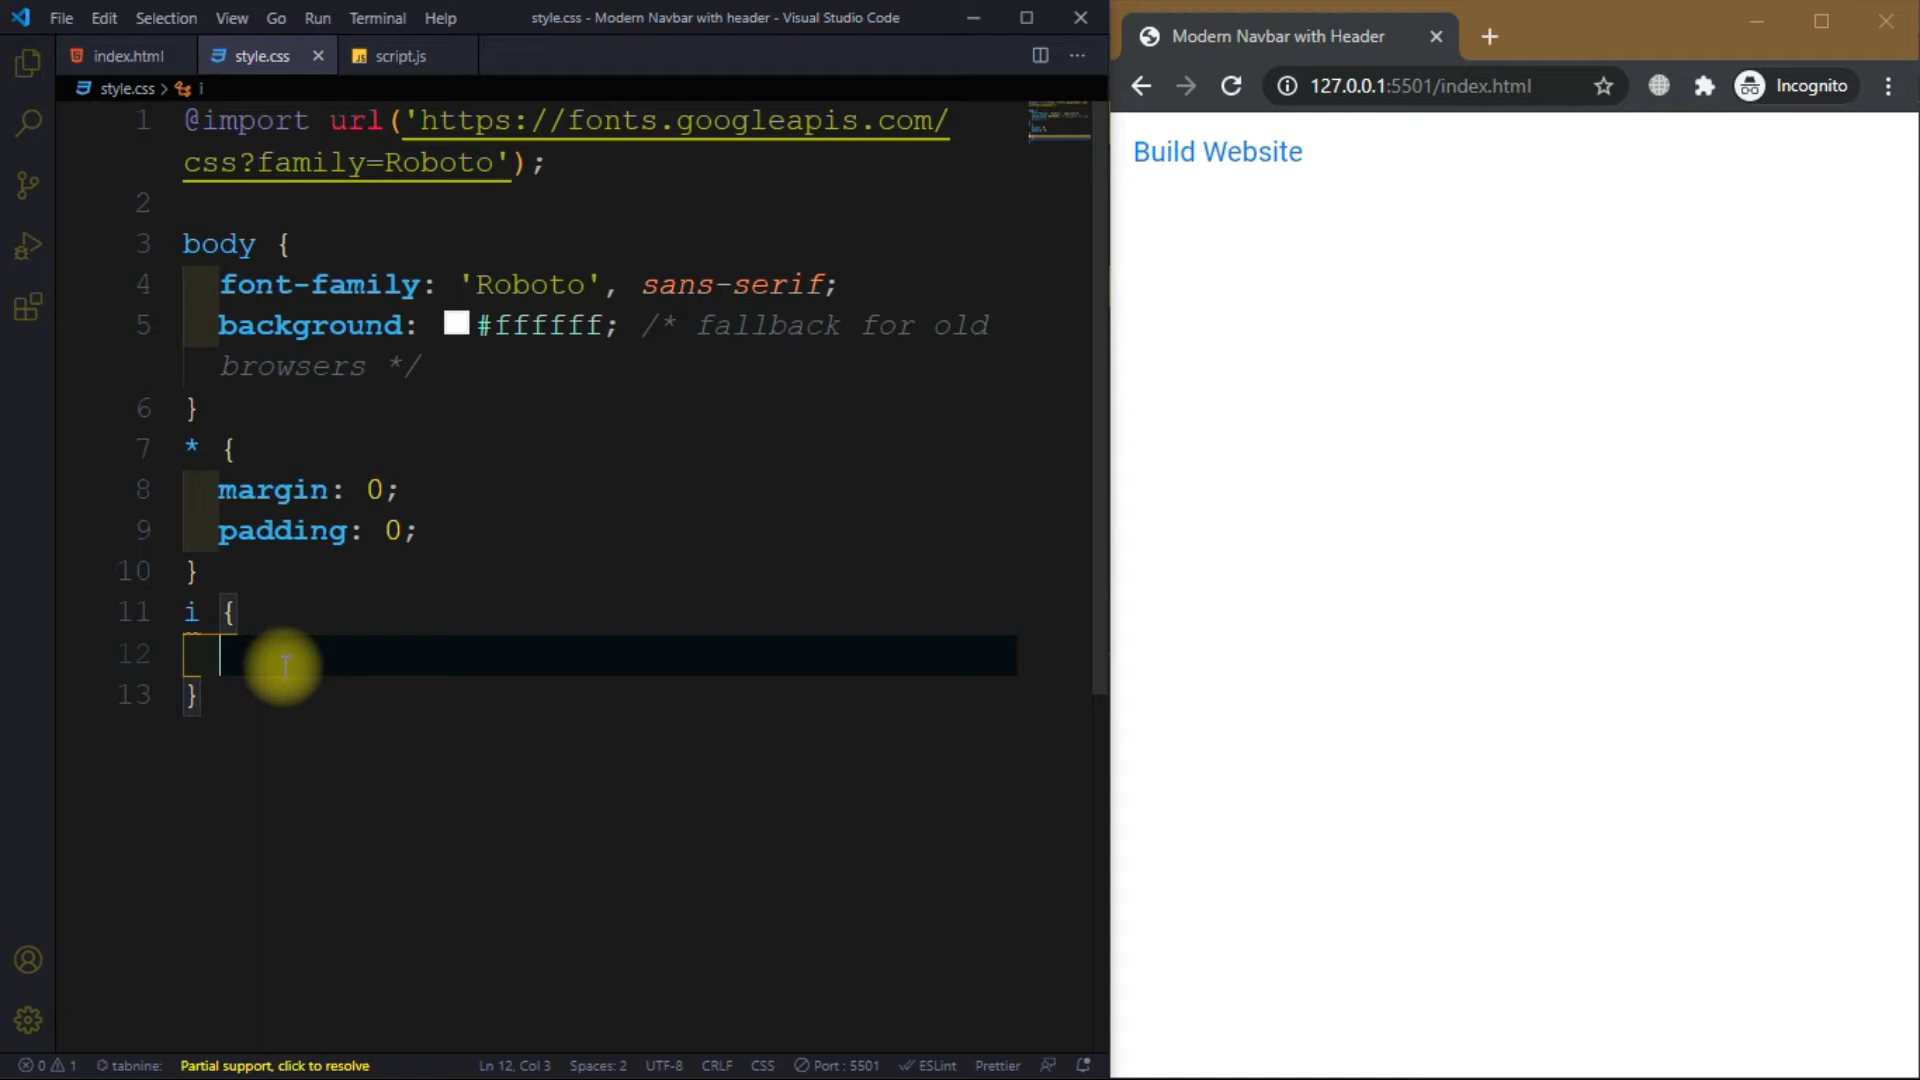 File Edit Selection View Go Run Terminal Help style.css - Modern Navbar with header - Visual Studio Code
index.html style.css script.js
style.css > i
1 @import url('https://fonts.googleapis.com/
css?family=Roboto');
2
3 body {
4 font-family: 'Roboto', sans-serif;
5 background: #ffffff; /* fallback for old
browsers */
6 }
7 * {
8 margin: 0;
9 padding: 0;
10 }
11 i {
12
13 }
0 1 tabnine: Partial support, click to resolve Ln 12, Col 3 Spaces: 2 UTF-8 CRLF CSS Port : 5501 ESLint Prettier
Modern Navbar with Header
127.0.0.1:5501/index.html Incognito
Build Website